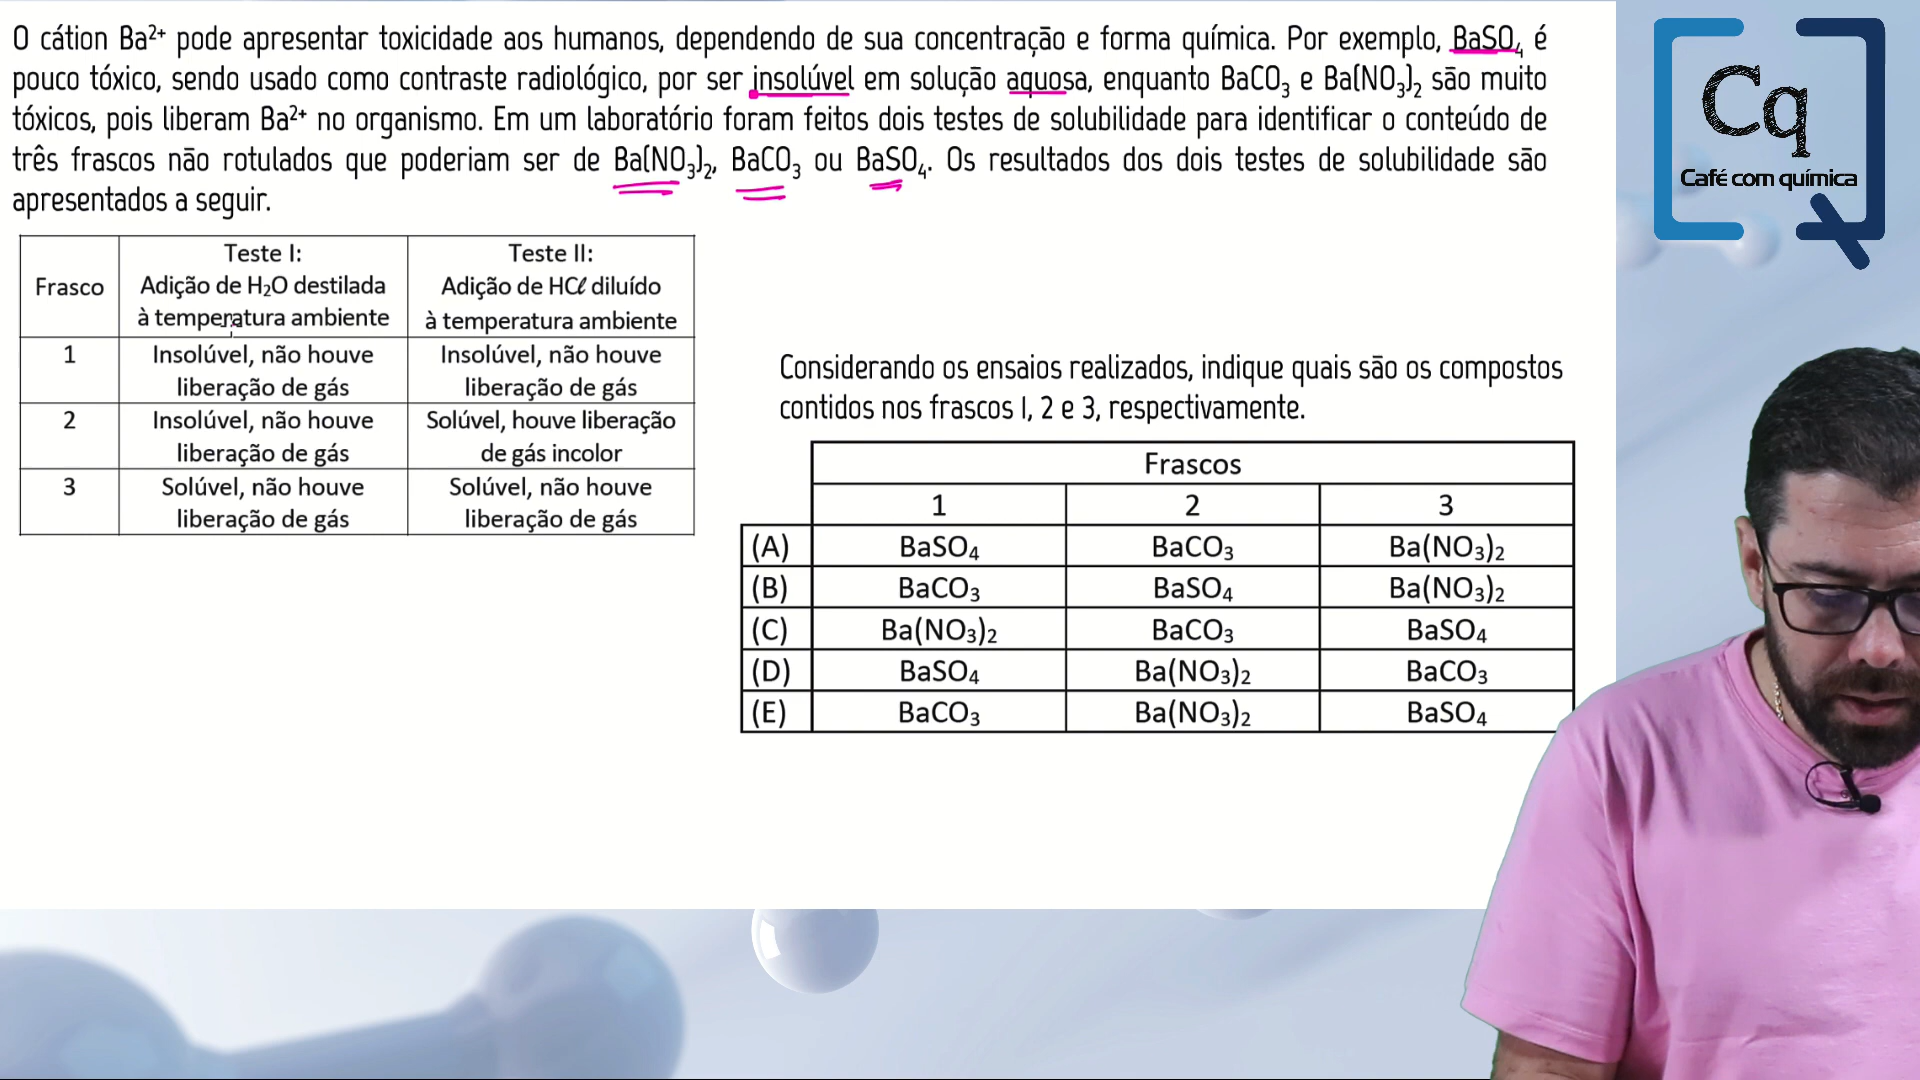 O cátion Ba²⁺ pode apresentar toxicidade aos humanos, dependendo de sua concentração e forma química. Por exemplo, BaSO₄ é
pouco tóxico, sendo usado como contraste radiológico, por ser insolúvel em solução aquosa, enquanto BaCO₃ e Ba(NO₃)₂ são muito
tóxicos, pois liberam Ba²⁺ no organismo. Em um laboratório foram feitos dois testes de solubilidade para identificar o conteúdo de
três frascos não rotulados que poderiam ser de Ba(NO₃)₂, BaCO₃ ou BaSO₄. Os resultados dos dois testes de solubilidade são
apresentados a seguir.
Cq
Café com química
Frasco
Teste I:
Adição de H₂O destilada
à temperatura ambiente
Teste II:
Adição de HCℓ diluído
à temperatura ambiente
1
Insolúvel, não houve
liberação de gás
Insolúvel, não houve
liberação de gás
2
Insolúvel, não houve
liberação de gás
Solúvel, houve liberação
de gás incolor
3
Solúvel, não houve
liberação de gás
Solúvel, não houve
liberação de gás
Considerando os ensaios realizados, indique quais são os compostos
contidos nos frascos 1, 2 e 3, respectivamente.
Frascos
1 2 3
(A) BaSO₄ BaCO₃ Ba(NO₃)₂
(B) BaCO₃ BaSO₄ Ba(NO₃)₂
(C) Ba(NO₃)₂ BaCO₃ BaSO₄
(D) BaSO₄ Ba(NO₃)₂ BaCO₃
(E) BaCO₃ Ba(NO₃)₂ BaSO₄